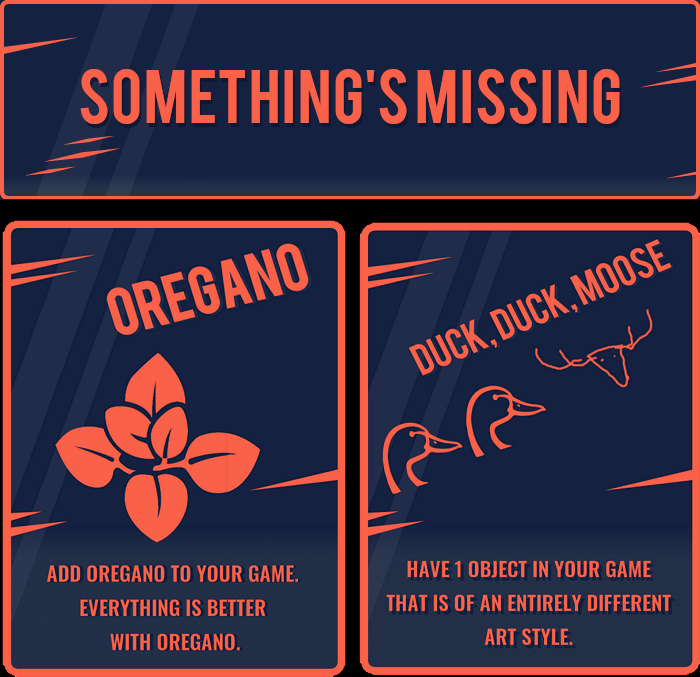 SOMETHING'S MISSING
OREGANO
ADD OREGANO TO YOUR GAME.
EVERYTHING IS BETTER
WITH OREGANO.
DUCK, DUCK, MOOSE
HAVE 1 OBJECT IN YOUR GAME
THAT IS OF AN ENTIRELY DIFFERENT
ART STYLE.